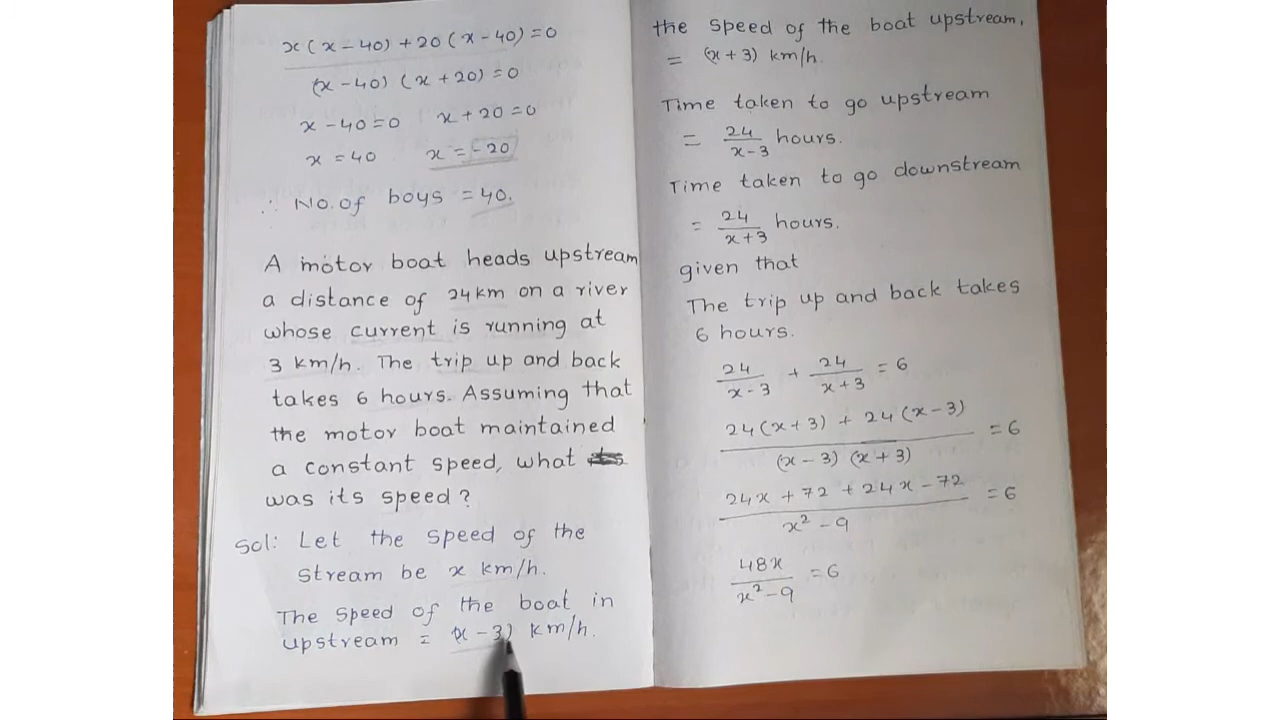 x(x-40)+20(x-40)=0
(x-40) (x+20)=0
x-40=0 x+20=0
x=40 x=-20
∴ No.of boys = 40.
A motor boat heads upstream
a distance of 24km on a river
whose current is running at
3 km/h. The trip up and back
takes 6 hours. Assuming that
the motor boat maintained
a constant speed, what
was its speed?
Sol: Let the speed of the
stream be x km/h.
The speed of the boat in
upstream = (x-3) km/h.
the speed of the boat upstream,
= (x+3) km/h.
Time taken to go upstream
= 24/x-3 hours.
Time taken to go downstream
= 24/x+3 hours.
given that
The trip up and back takes
6 hours.
24/x-3 + 24/x+3 = 6
24(x+3) + 24(x-3)/(x-3) (x+3) = 6
24x+72+24x-72/x²-9 = 6
48x/x²-9 = 6